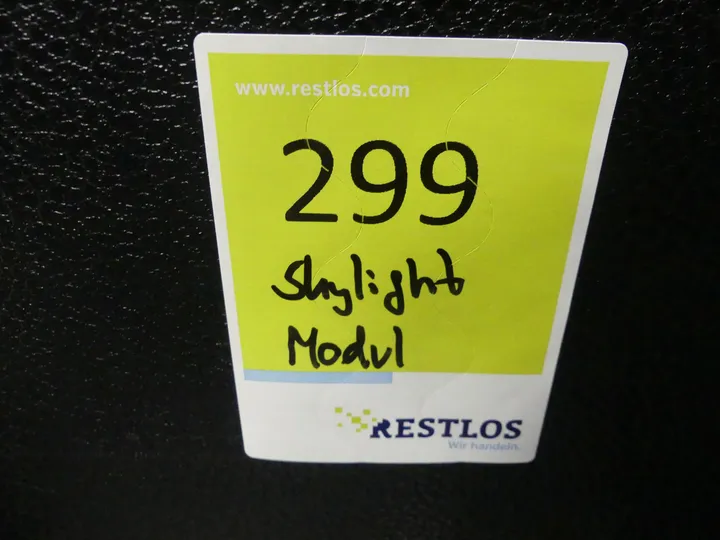 www.restlos.com
299
Skylight
Modul
RESTLOS
Wir handeln.